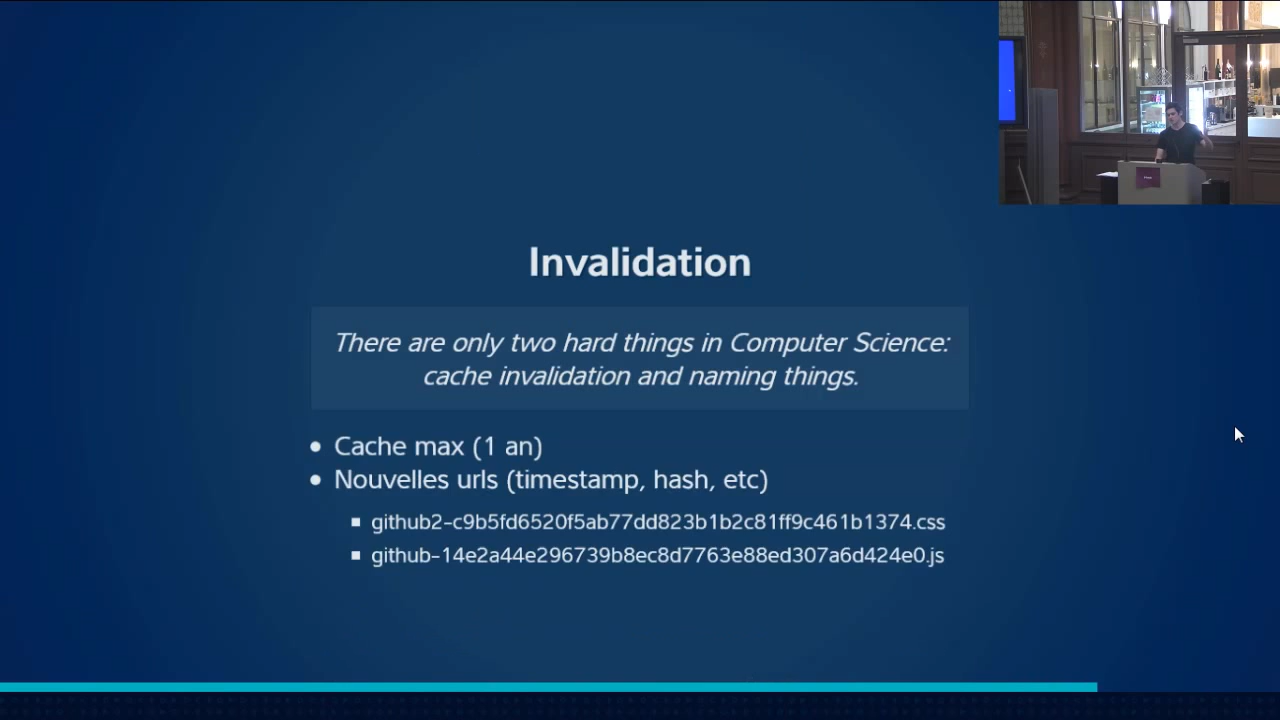 Invalidation
There are only two hard things in Computer Science:
cache invalidation and naming things.
Cache max (1 an)
Nouvelles urls (timestamp, hash, etc)
github2-c9b5fd6520f5ab77dd823b1b2c81ff9c461b1374.css
github-14e2a44e296739b8ec8d7763e88ed307a6d424e0.js